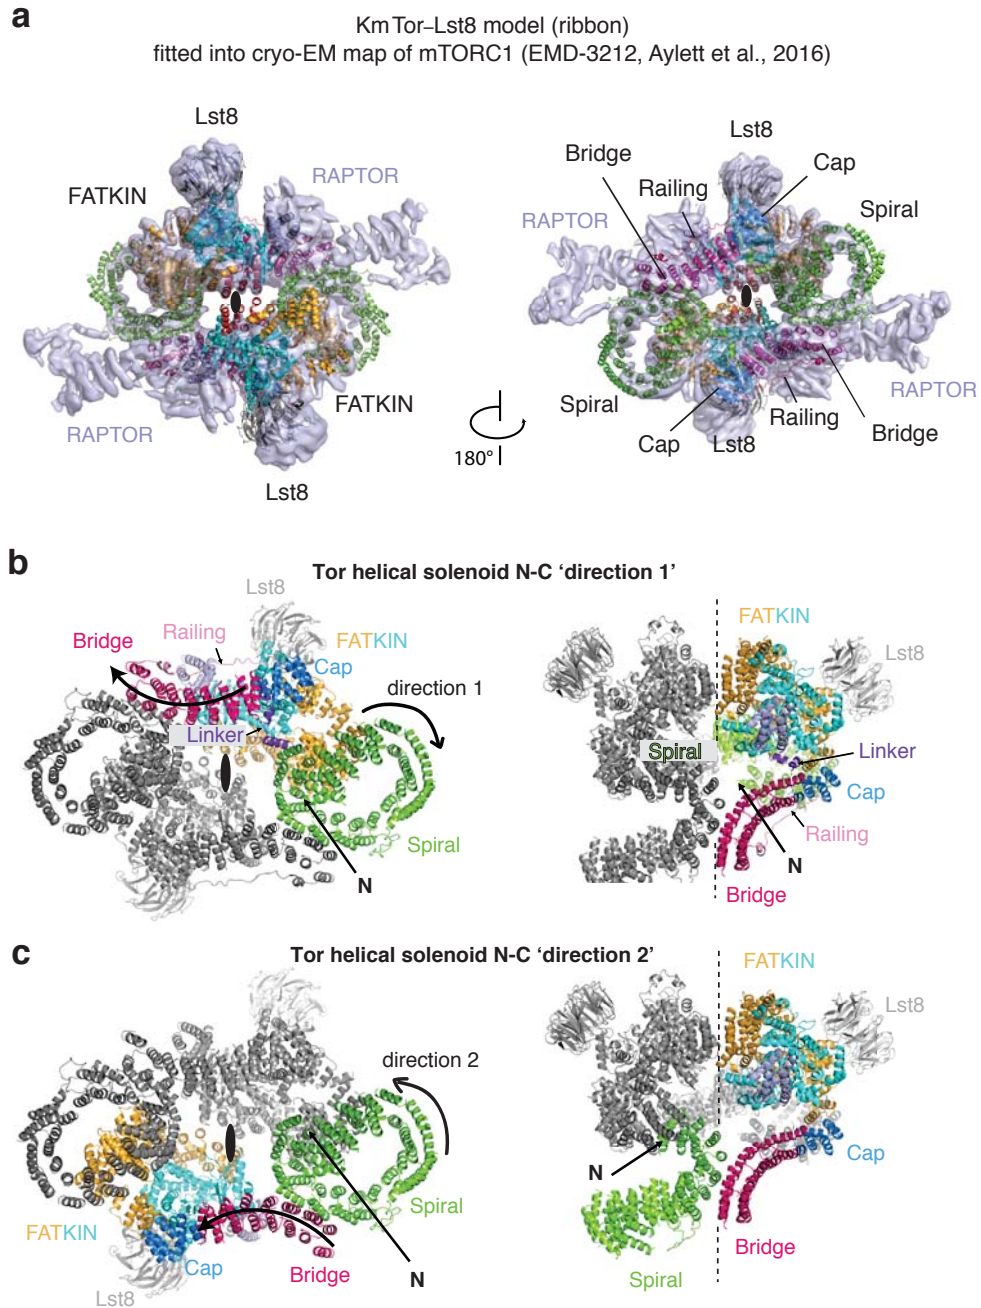 a
Km Tor–Lst8 model (ribbon)
fitted into cryo-EM map of mTORC1 (EMD-3212, Aylett et al., 2016)
Lst8
RAPTOR
FATKIN
FATKIN
RAPTOR
Lst8
180°
Lst8
Bridge
Cap
Railing
Spiral
RAPTOR
Spiral
RAPTOR
Railing
Bridge
Cap
Lst8
b
Tor helical solenoid N-C ‘direction 1’
Lst8
Railing
Bridge
FATKIN
Cap
direction 1
Linker
Spiral
N
FATKIN
Lst8
Spiral
Linker
Cap
Railing
N
Bridge
c
Tor helical solenoid N-C ‘direction 2’
direction 2
Spiral
FATKIN
Cap
Bridge
N
Lst8
FATKIN
Lst8
N
Cap
Bridge
Spiral